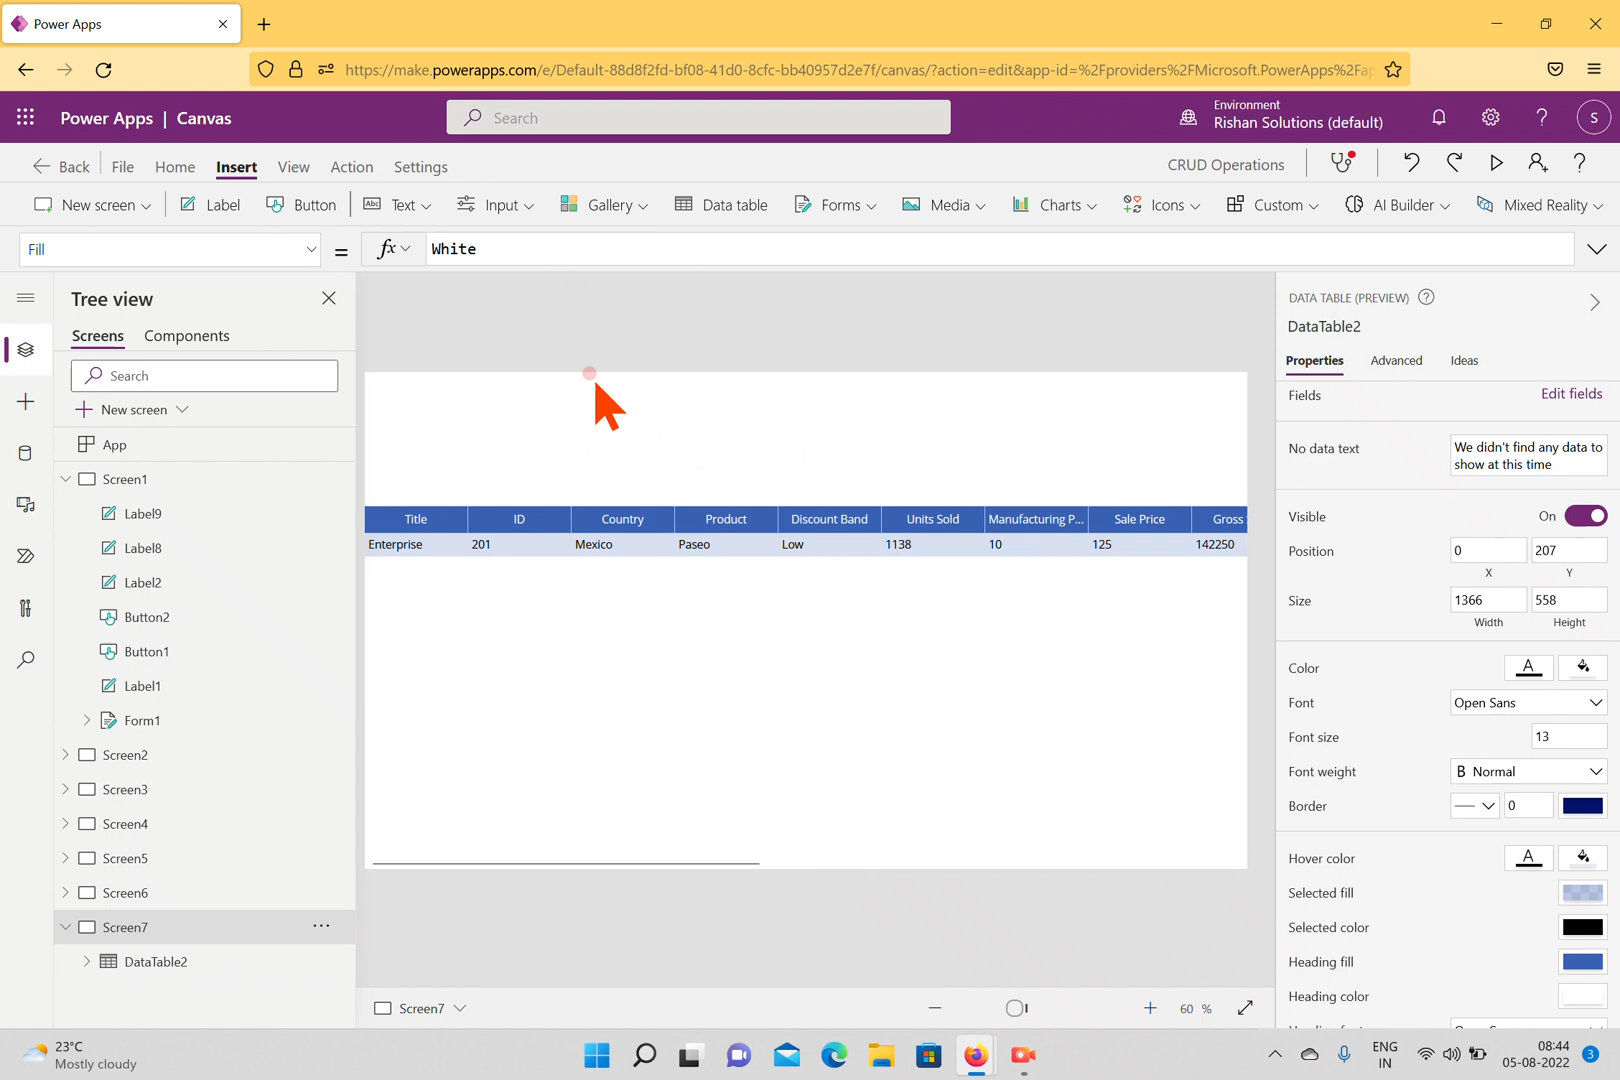 Power Apps
https://make.powerapps.com/e/Default-88d8f2fd-bf08-41d0-8cfc-bb40957d2e7f/canvas/?action=edit&app-id=%2Fproviders%2FMicrosoft.PowerApps%2Fap
Power Apps | Canvas
Search
Environment
Rishan Solutions (default)
S
Back File Home Insert View Action Settings
CRUD Operations
New screen Label Button Text Input Gallery Data table Forms Media Charts Icons Custom AI Builder Mixed Reality
Fill = fx White
Tree view
Screens Components
Search
New screen
App
Screen1
Label9
Label8
Label2
Button2
Button1
Label1
Form1
Screen2
Screen3
Screen4
Screen5
Screen6
Screen7
DataTable2
Title ID Country Product Discount Band Units Sold Manufacturing P... Sale Price Gross
Enterprise 201 Mexico Paseo Low 1138 10 125 142250
Screen7
60 %
DATA TABLE (PREVIEW)
DataTable2
Properties Advanced Ideas
Fields Edit fields
No data text We didn't find any data to
show at this time
Visible On
Position 0 207
X Y
Size 1366 558
Width Height
Color
Font Open Sans
Font size 13
Font weight B Normal
Border 0
Hover color
Selected fill
Selected color
Heading fill
Heading color
23°C
Mostly cloudy
ENG
IN
08:44
05-08-2022
3